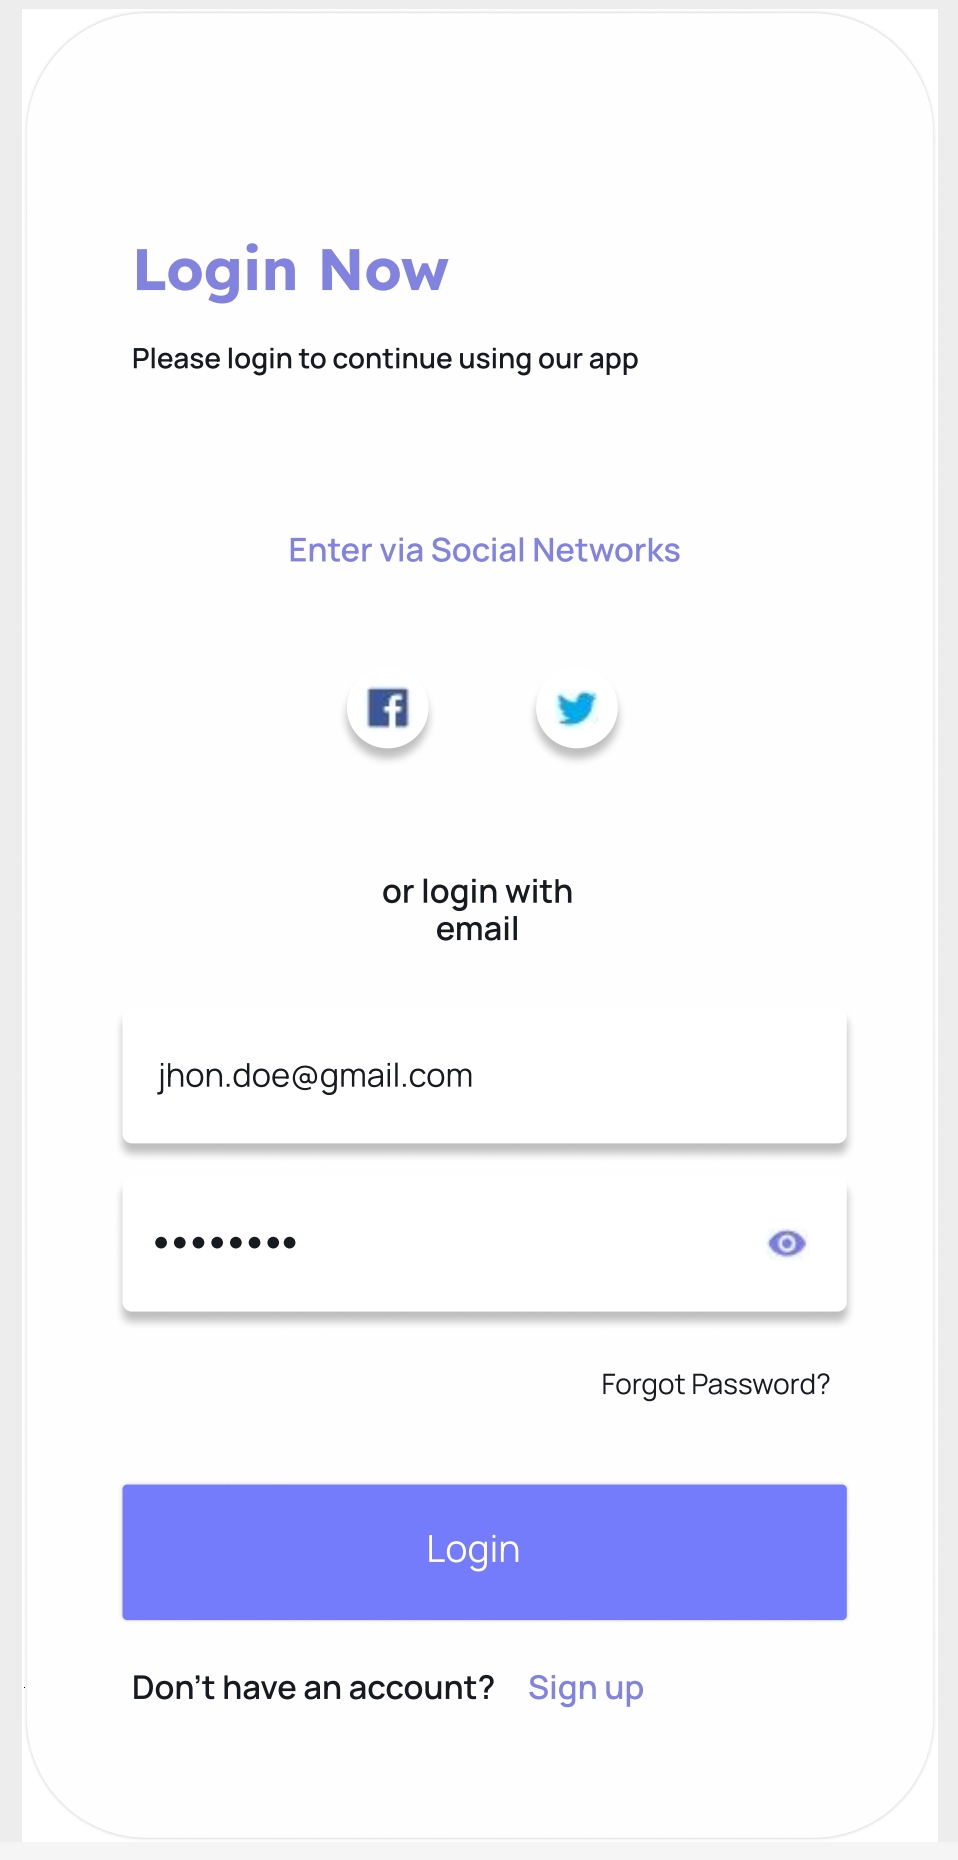 Login Now
Please login to continue using our app
Enter via Social Networks
or login with
email
jhon.doe@gmail.com
••••••••
Forgot Password?
Login
Don't have an account? Sign up